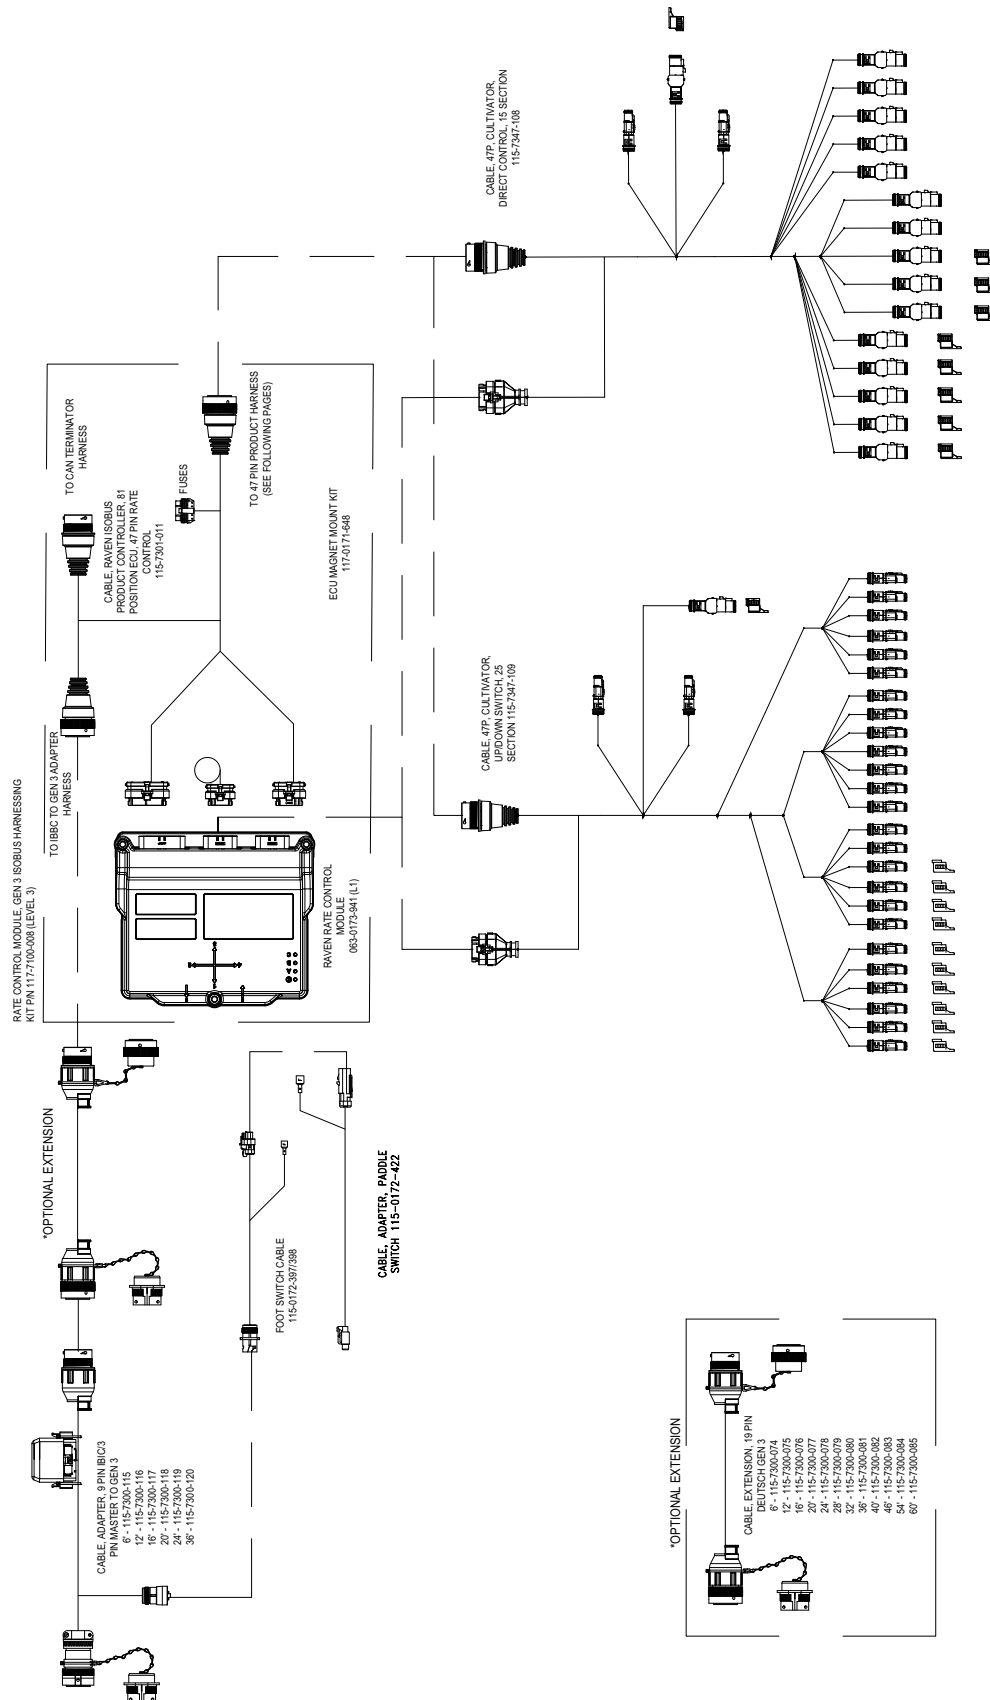 RATE CONTROL MODULE, GEN 3 ISOBUS HARNESSING
KIT P/N 117-7100-008 (LEVEL 3)
TO IBBC TO GEN 3 ADAPTER
HARNESS
TO CAN TERMINATOR
HARNESS
CABLE, RAVEN ISOBUS
PRODUCT CONTROLLER, 81
POSITION ECU, 47 PIN RATE
CONTROL
115-7301-011
FUSES
TO 47 PIN PRODUCT HARNESS
(SEE FOLLOWING PAGES)
ECU MAGNET MOUNT KIT
117-0171-648
RAVEN RATE CONTROL
MODULE
063-0173-941 (L1)
CABLE, 47P, CULTIVATOR,
DIRECT CONTROL, 15 SECTION
115-7347-108
CABLE, 47P, CULTIVATOR,
UP/DOWN SWITCH, 25
SECTION 115-7347-109
*OPTIONAL EXTENSION
CABLE, ADAPTER, 9 PIN IBIC/3
PIN MASTER TO GEN 3
6' - 115-7300-115
12' - 115-7300-116
16' - 115-7300-117
20' - 115-7300-118
24' - 115-7300-119
36' - 115-7300-120
FOOT SWITCH CABLE
115-0172-397/398
CABLE, ADAPTER, PADDLE
SWITCH 115-0172-422
*OPTIONAL EXTENSION
CABLE, EXTENSION, 19 PIN
DEUTSCH GEN 3
6' - 115-7300-074
12' - 115-7300-075
16' - 115-7300-076
20' - 115-7300-077
24' - 115-7300-078
28' - 115-7300-079
32' - 115-7300-080
36' - 115-7300-081
40' - 115-7300-082
46' - 115-7300-083
54' - 115-7300-084
60' - 115-7300-085